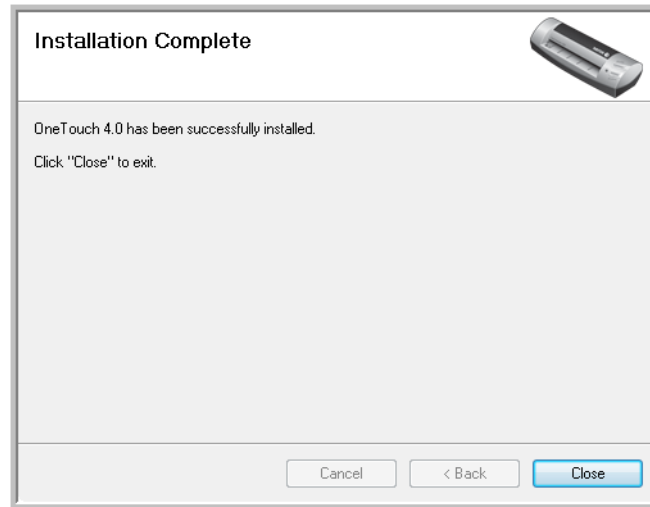 Installation Complete
OneTouch 4.0 has been successfully installed.
Click "Close" to exit.
Cancel
< Back
Close